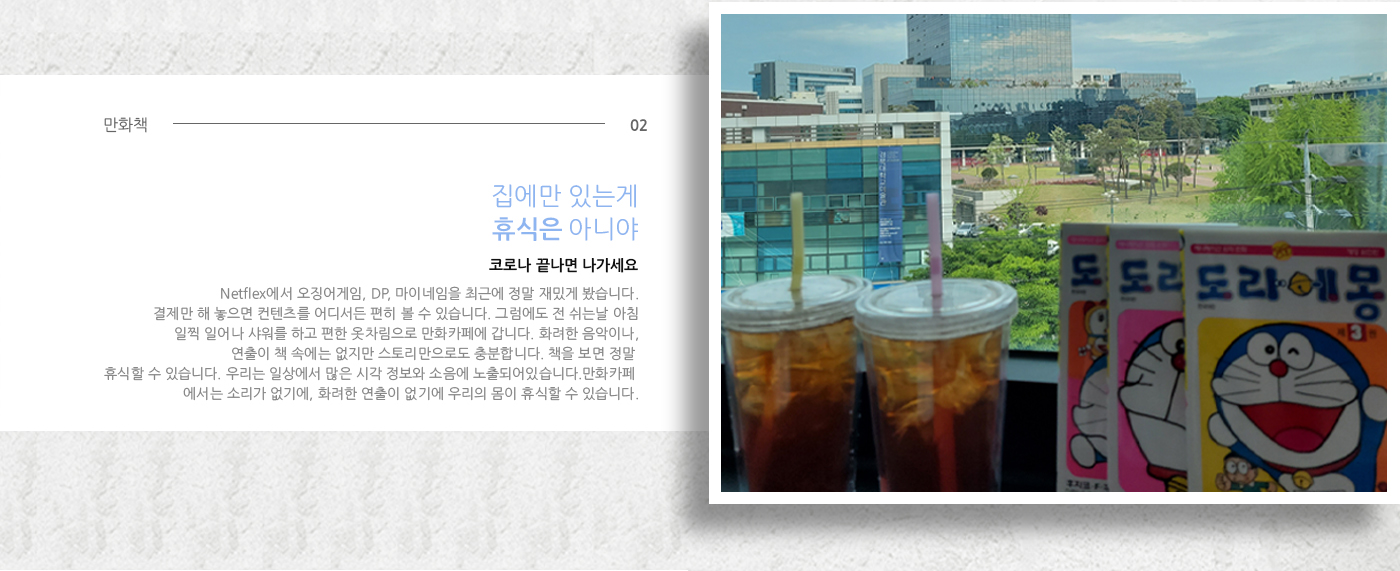 만화책
02
집에만 있는게
휴식은 아니야
코로나 끝나면 나가세요
Netflex에서 오징어게임, DP, 마이네임을 최근에 정말 재밌게 봤습니다.
결제만 해 놓으면 컨텐츠를 어디서든 편히 볼 수 있습니다. 그럼에도 전 쉬는날 아침
일찍 일어나 샤워를 하고 편한 옷차림으로 만화카페에 갑니다. 화려한 음악이나,
연출이 책 속에는 없지만 스토리만으로도 충분합니다. 책을 보면 정말
휴식할 수 있습니다. 우리는 일상에서 많은 시각 정보와 소음에 노출되어있습니다.만화카페
에서는 소리가 없기에, 화려한 연출이 없기에 우리의 몸이 휴식할 수 있습니다.
도
도라
도라에몽
제3권